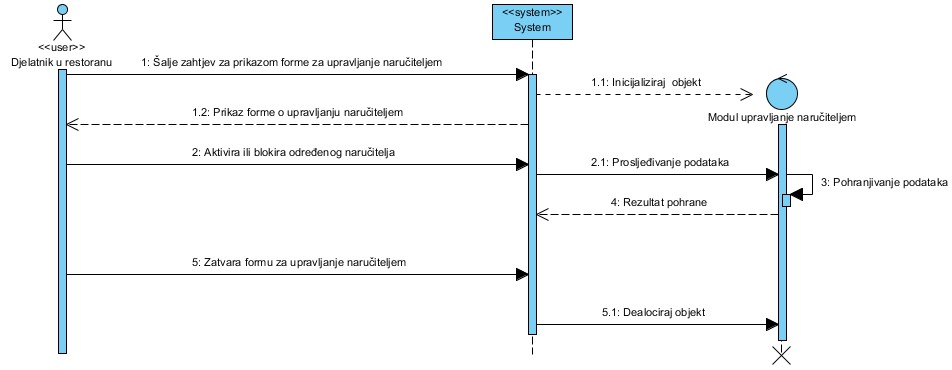 <<system>>
System
<<user>>
Djelatnik u restoranu
1: Šalje zahtjev za prikazom forme za upravljanje naručiteljem
1.1: Inicijaliziraj objekt
1.2: Prikaz forme o upravljanju naručiteljem
Modul upravljanje naručiteljem
2: Aktivira ili blokira određenog naručitelja
2.1: Prosljeđivanje podataka
3: Pohranjivanje podataka
4: Rezultat pohrane
5: Zatvara formu za upravljanje naručiteljem
5.1: Dealociraj objekt